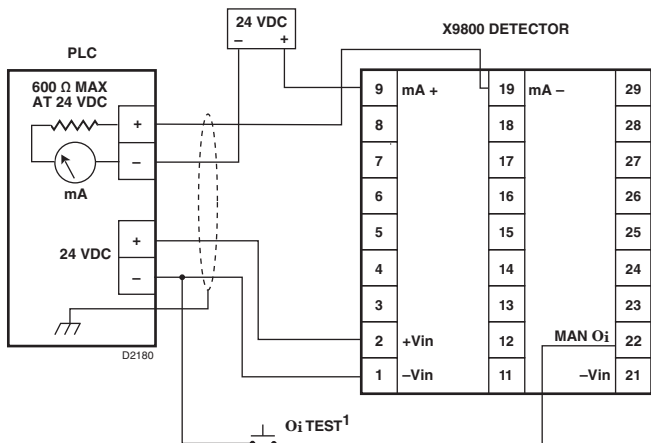 24 VDC
– +
X9800 DETECTOR
PLC
600 Ω MAX
AT 24 VDC
+
–
mA
24 VDC
+
–
D2180
9 mA + 19 mA – 29
8 18 28
7 17 27
6 16 26
5 15 25
4 14 24
3 13 23
2 +Vin 12 MAN Oi 22
1 –Vin 11 –Vin 21
Oi TEST1